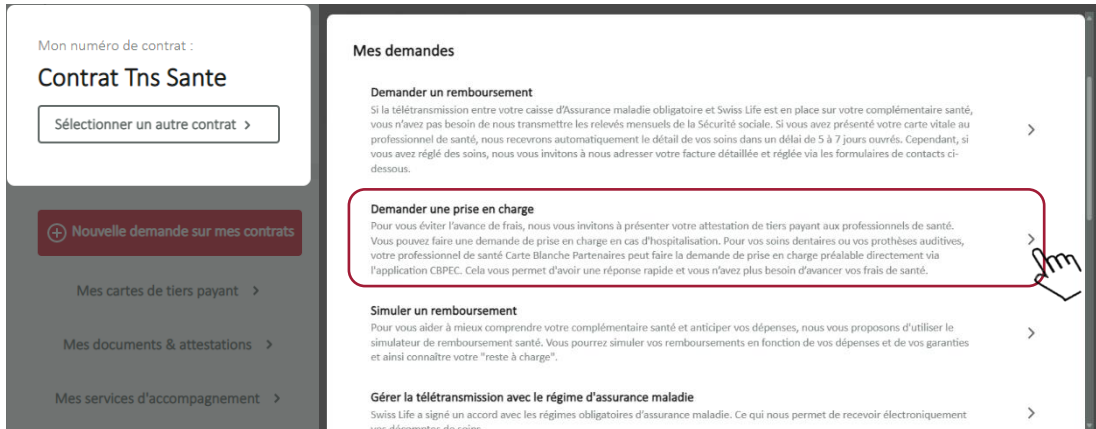 Mon numéro de contrat :
Contrat Tns Sante
Sélectionner un autre contrat >
Nouvelle demande sur mes contrats
Mes cartes de tiers payant >
Mes documents & attestations >
Mes services d'accompagnement >
Mes demandes
Demander un remboursement
Si la télétransmission entre votre caisse d'Assurance maladie obligatoire et Swiss Life est en place sur votre complémentaire santé,
vous n'avez pas besoin de nous transmettre les relevés mensuels de la Sécurité sociale. Si vous avez présenté votre carte vitale au
professionnel de santé, nous recevrons automatiquement le détail de vos soins dans un délai de 5 à 7 jours ouvrés. Cependant, si
vous avez réglé des soins, nous vous invitons à nous adresser votre facture détaillée et réglée via les formulaires de contacts ci-
dessous.
Demander une prise en charge
Pour vous éviter l'avance de frais, nous vous invitons à présenter votre attestation de tiers payant aux professionnels de santé.
Vous pouvez faire une demande de prise en charge en cas d'hospitalisation. Pour vos soins dentaires ou vos prothèses auditives,
votre professionnel de santé Carte Blanche Partenaires peut faire la demande de prise en charge préalable directement via
l'application CBPEC. Cela vous permet d'avoir une réponse rapide et vous n'avez plus besoin d'avancer vos frais de santé.
Simuler un remboursement
Pour vous aider à mieux comprendre votre complémentaire santé et anticiper vos dépenses, nous vous proposons d'utiliser le
simulateur de remboursement santé. Vous pourrez simuler vos remboursements en fonction de vos dépenses et de vos garanties
et ainsi connaître votre "reste à charge".
Gérer la télétransmission avec le régime d'assurance maladie
Swiss Life a signé un accord avec les régimes obligatoires d'assurance maladie. Ce qui nous permet de recevoir électroniquement
vos décomptes de soins